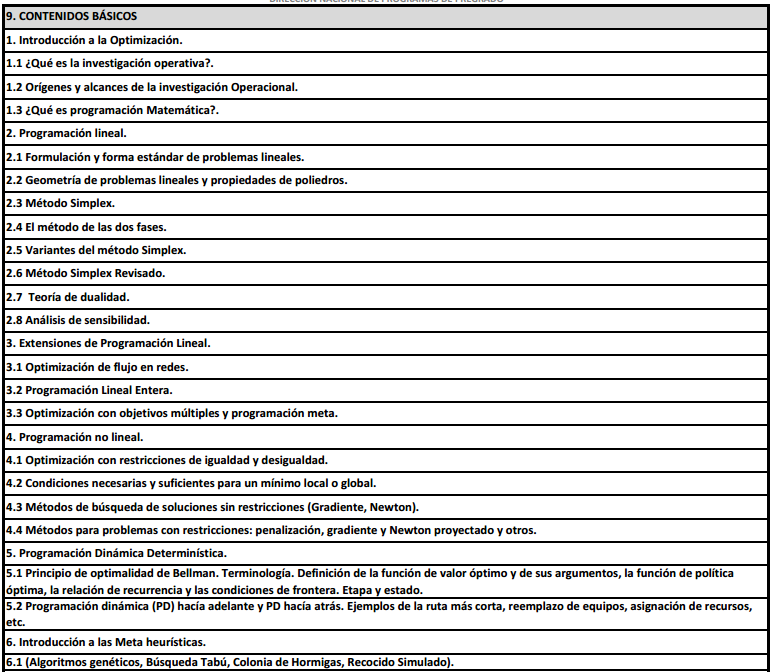 DIRECCIÓN NACIONAL DE PROGRAMAS DE PREGRADO
9. CONTENIDOS BÁSICOS
1. Introducción a la Optimización.
1.1 ¿Qué es la investigación operativa?.
1.2 Orígenes y alcances de la investigación Operacional.
1.3 ¿Qué es programación Matemática?.
2. Programación lineal.
2.1 Formulación y forma estándar de problemas lineales.
2.2 Geometría de problemas lineales y propiedades de poliedros.
2.3 Método Simplex.
2.4 El método de las dos fases.
2.5 Variantes del método Simplex.
2.6 Método Simplex Revisado.
2.7 Teoría de dualidad.
2.8 Análisis de sensibilidad.
3. Extensiones de Programación Lineal.
3.1 Optimización de flujo en redes.
3.2 Programación Lineal Entera.
3.3 Optimización con objetivos múltiples y programación meta.
4. Programación no lineal.
4.1 Optimización con restricciones de igualdad y desigualdad.
4.2 Condiciones necesarias y suficientes para un mínimo local o global.
4.3 Métodos de búsqueda de soluciones sin restricciones (Gradiente, Newton).
4.4 Métodos para problemas con restricciones: penalización, gradiente y Newton proyectado y otros.
5. Programación Dinámica Determinística.
5.1 Principio de optimalidad de Bellman. Terminología. Definición de la función de valor óptimo y de sus argumentos, la función de política
óptima, la relación de recurrencia y las condiciones de frontera. Etapa y estado.
5.2 Programación dinámica (PD) hacía adelante y PD hacía atrás. Ejemplos de la ruta más corta, reemplazo de equipos, asignación de recursos,
etc.
6. Introducción a las Meta heurísticas.
6.1 (Algoritmos genéticos, Búsqueda Tabú, Colonia de Hormigas, Recocido Simulado).